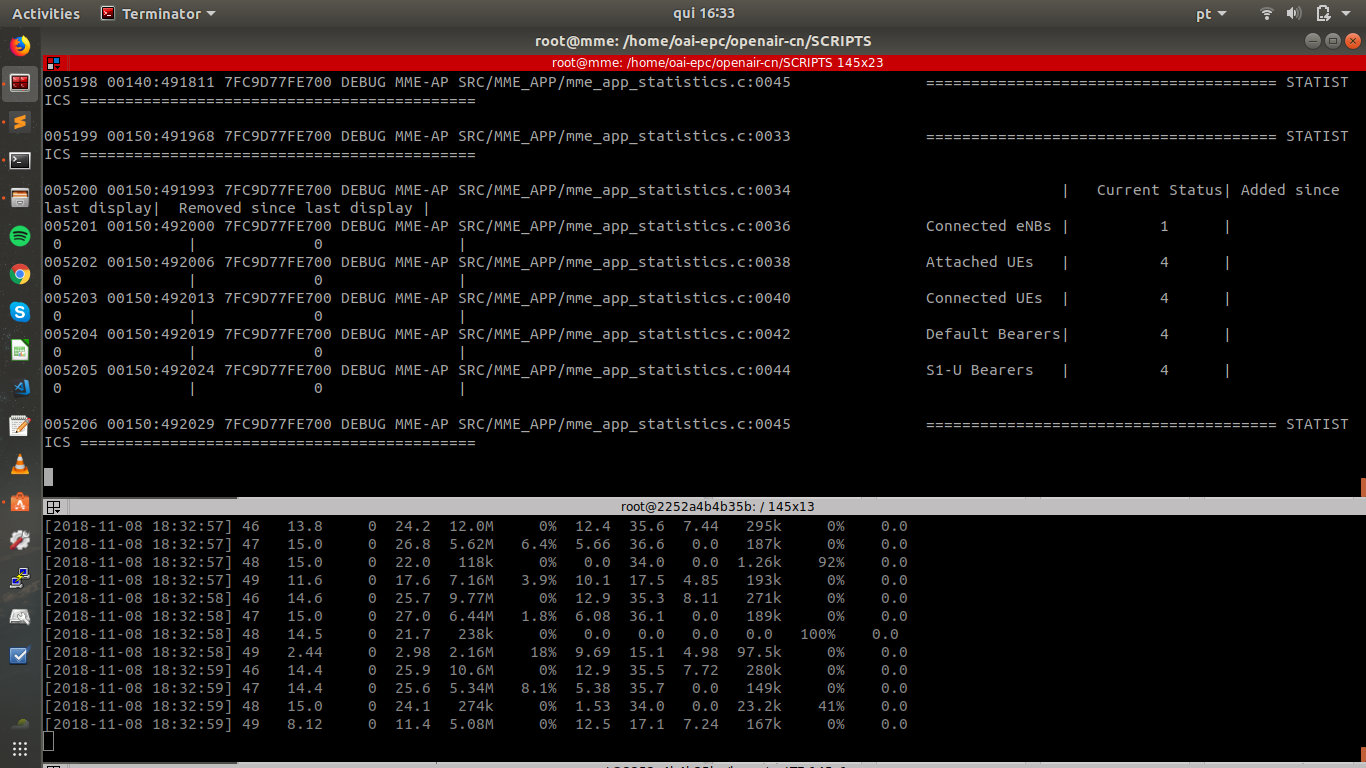 Activities Terminator qui 16:33 pt
root@mme: /home/oai-epc/openair-cn/SCRIPTS
root@mme: /home/oai-epc/openair-cn/SCRIPTS 145x23
005198 00140:491811 7FC9D77FE700 DEBUG MME-AP SRC/MME_APP/mme_app_statistics.c:0045 ======================================= STATIST
ICS ============================================
005199 00150:491968 7FC9D77FE700 DEBUG MME-AP SRC/MME_APP/mme_app_statistics.c:0033 ======================================= STATIST
ICS ============================================
005200 00150:491993 7FC9D77FE700 DEBUG MME-AP SRC/MME_APP/mme_app_statistics.c:0034 | Current Status| Added since
last display| Removed since last display |
005201 00150:492000 7FC9D77FE700 DEBUG MME-AP SRC/MME_APP/mme_app_statistics.c:0036 Connected eNBs | 1 |
0 | 0 |
005202 00150:492006 7FC9D77FE700 DEBUG MME-AP SRC/MME_APP/mme_app_statistics.c:0038 Attached UEs | 4 |
0 | 0 |
005203 00150:492013 7FC9D77FE700 DEBUG MME-AP SRC/MME_APP/mme_app_statistics.c:0040 Connected UEs | 4 |
0 | 0 |
005204 00150:492019 7FC9D77FE700 DEBUG MME-AP SRC/MME_APP/mme_app_statistics.c:0042 Default Bearers| 4 |
0 | 0 |
005205 00150:492024 7FC9D77FE700 DEBUG MME-AP SRC/MME_APP/mme_app_statistics.c:0044 S1-U Bearers | 4 |
0 | 0 |
005206 00150:492029 7FC9D77FE700 DEBUG MME-AP SRC/MME_APP/mme_app_statistics.c:0045 ======================================= STATIST
ICS ============================================
root@2252a4b4b35b: / 145x13
[2018-11-08 18:32:57] 46 13.8 0 24.2 12.0M 0% 12.4 35.6 7.44 295k 0% 0.0
[2018-11-08 18:32:57] 47 15.0 0 26.8 5.62M 6.4% 5.66 36.6 0.0 187k 0% 0.0
[2018-11-08 18:32:57] 48 15.0 0 22.0 118k 0% 0.0 34.0 0.0 1.26k 92% 0.0
[2018-11-08 18:32:57] 49 11.6 0 17.6 7.16M 3.9% 10.1 17.5 4.85 193k 0% 0.0
[2018-11-08 18:32:58] 46 14.6 0 25.7 9.77M 0% 12.9 35.3 8.11 271k 0% 0.0
[2018-11-08 18:32:58] 47 15.0 0 27.0 6.44M 1.8% 6.08 36.1 0.0 189k 0% 0.0
[2018-11-08 18:32:58] 48 14.5 0 21.7 238k 0% 0.0 0.0 0.0 0.0 100% 0.0
[2018-11-08 18:32:58] 49 2.44 0 2.98 2.16M 18% 9.69 15.1 4.98 97.5k 0% 0.0
[2018-11-08 18:32:59] 46 14.4 0 25.9 10.6M 0% 12.9 35.5 7.72 280k 0% 0.0
[2018-11-08 18:32:59] 47 14.4 0 25.6 5.34M 8.1% 5.38 35.7 0.0 149k 0% 0.0
[2018-11-08 18:32:59] 48 15.0 0 24.1 274k 0% 1.53 34.0 0.0 23.2k 41% 0.0
[2018-11-08 18:32:59] 49 8.12 0 11.4 5.08M 0% 12.5 17.1 7.24 167k 0% 0.0